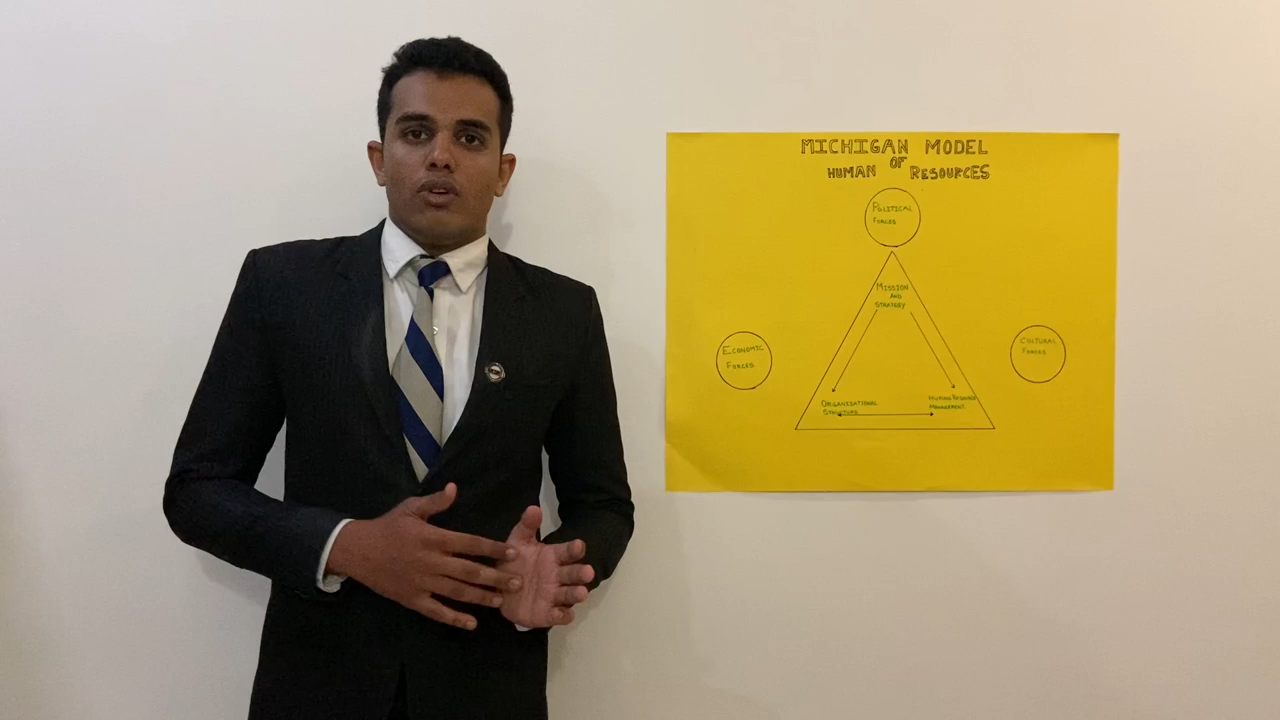 MICHIGAN MODEL
OF
HUMAN RESOURCES
POLITICAL
FORCES
MISSION
AND
STRATEGY
ECONOMIC
FORCES
CULTURAL
FORCES
ORGANISATIONAL
STRUCTURE
HUMAN RESOURCE
MANAGEMENT